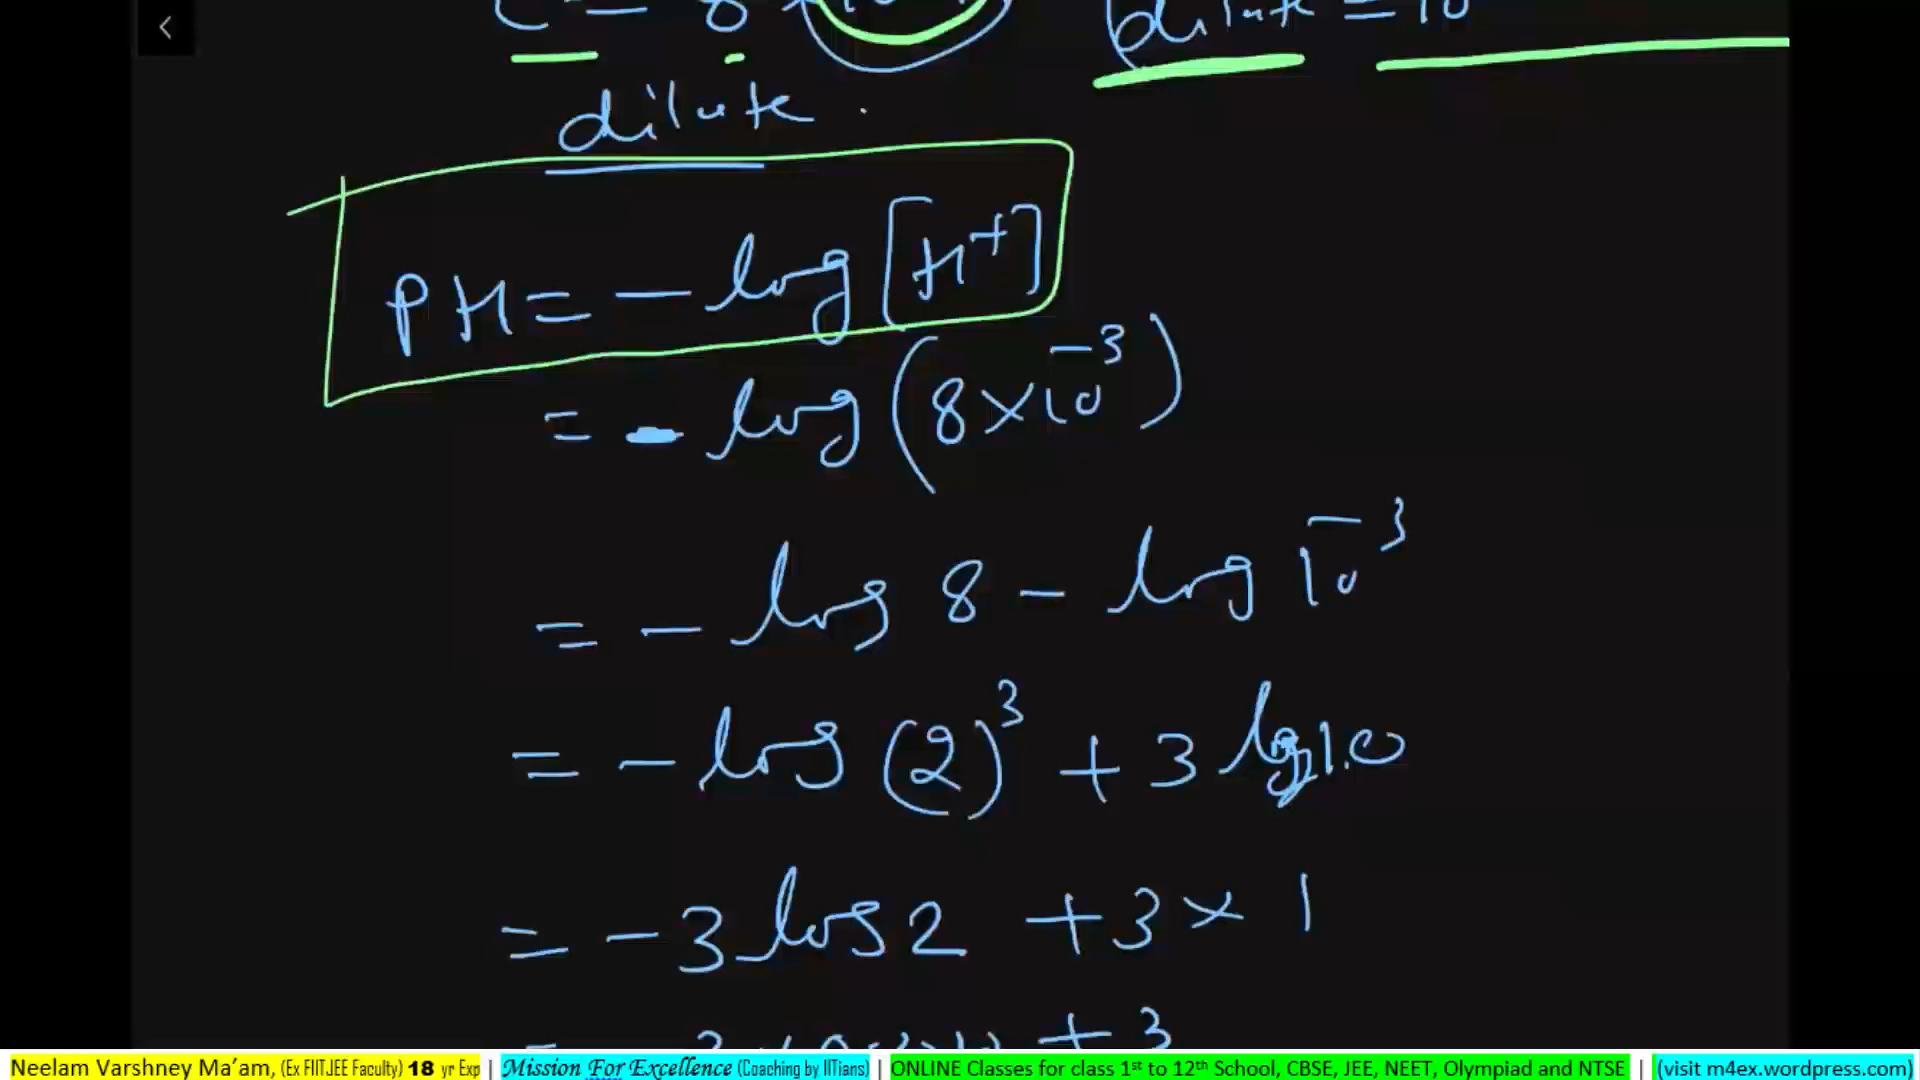 dilute = 10
dilute.
PH = - log [H+]
= - log (8 × 10^-3)
= - log 8 - log 10^-3
= - log (2)^3 + 3 log 10
= - 3 log 2 + 3 × 1
+ 3
Neelam Varshney Ma’am, (Ex FIITJEE Faculty) 18 yr Exp | Mission For Excellence (Coaching by IITians) | ONLINE Classes for class 1st to 12th School, CBSE, JEE, NEET, Olympiad and NTSE | (visit m4ex.wordpress.com)